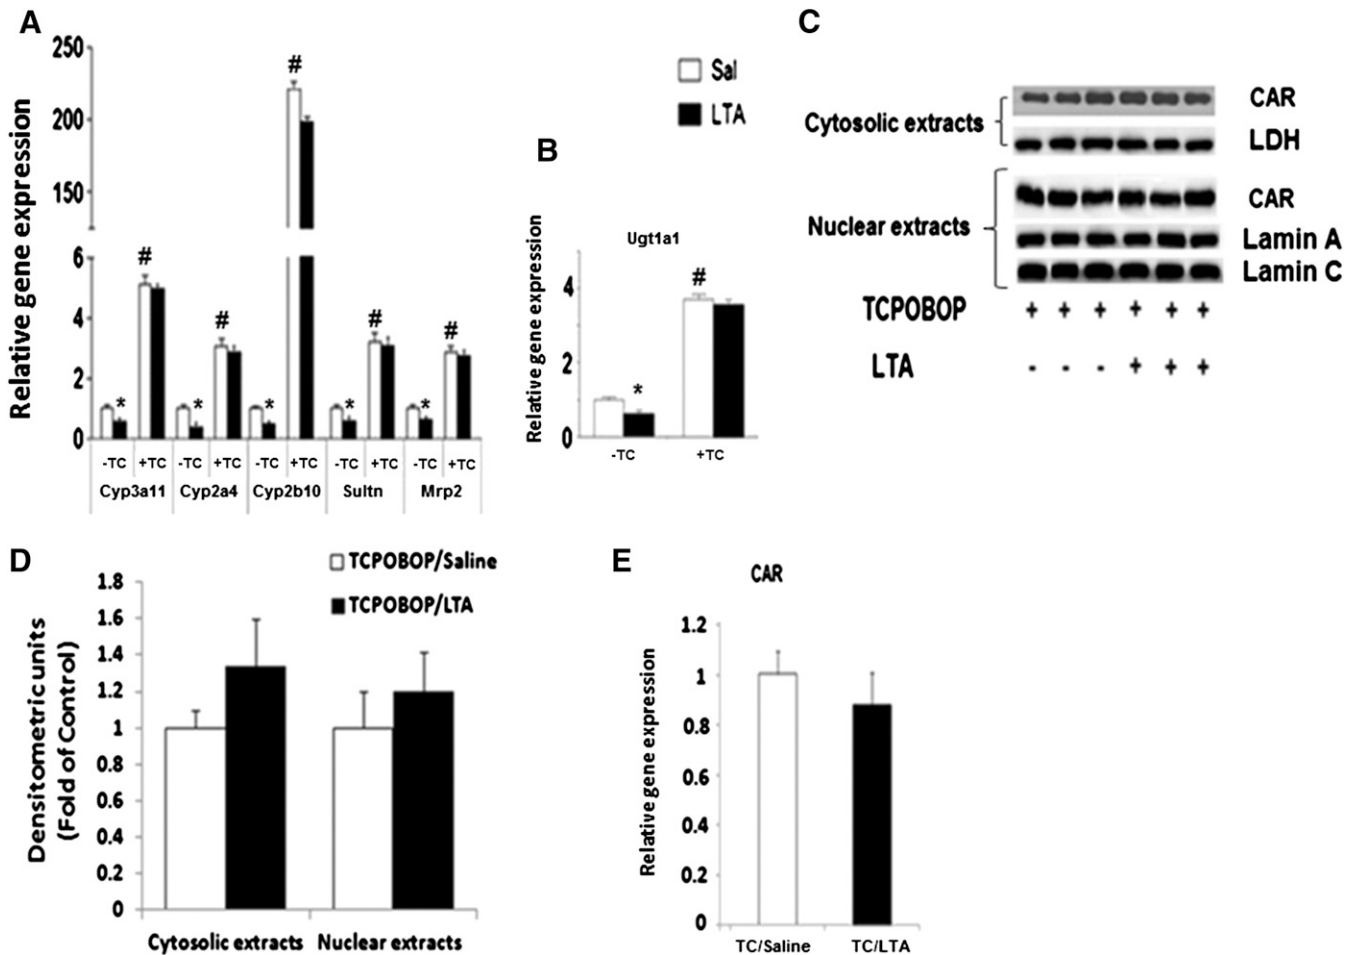 A
Relative gene expression
250
200
150
6
4
2
0
#
#
#
#
#
*
*
*
*
*
-TC +TC -TC +TC -TC +TC -TC +TC -TC +TC
Cyp3a11 Cyp2a4 Cyp2b10 Sultn Mrp2
Sal
LTA
B
Ugt1a1
Relative gene expression
4
2
0
#
*
-TC +TC
C
Cytosolic extracts
CAR
LDH
Nuclear extracts
CAR
Lamin A
Lamin C
TCPOBOP + + + + + +
LTA - - - + + +
D
TCPOBOP/Saline
TCPOBOP/LTA
Densitometric units
(Fold of Control)
1.8
1.6
1.4
1.2
1
0.8
0.6
0.4
0.2
0
Cytosolic extracts Nuclear extracts
E
CAR
Relative gene expression
1.2
1
0.8
0.6
0.4
0.2
0
TC/Saline TC/LTA